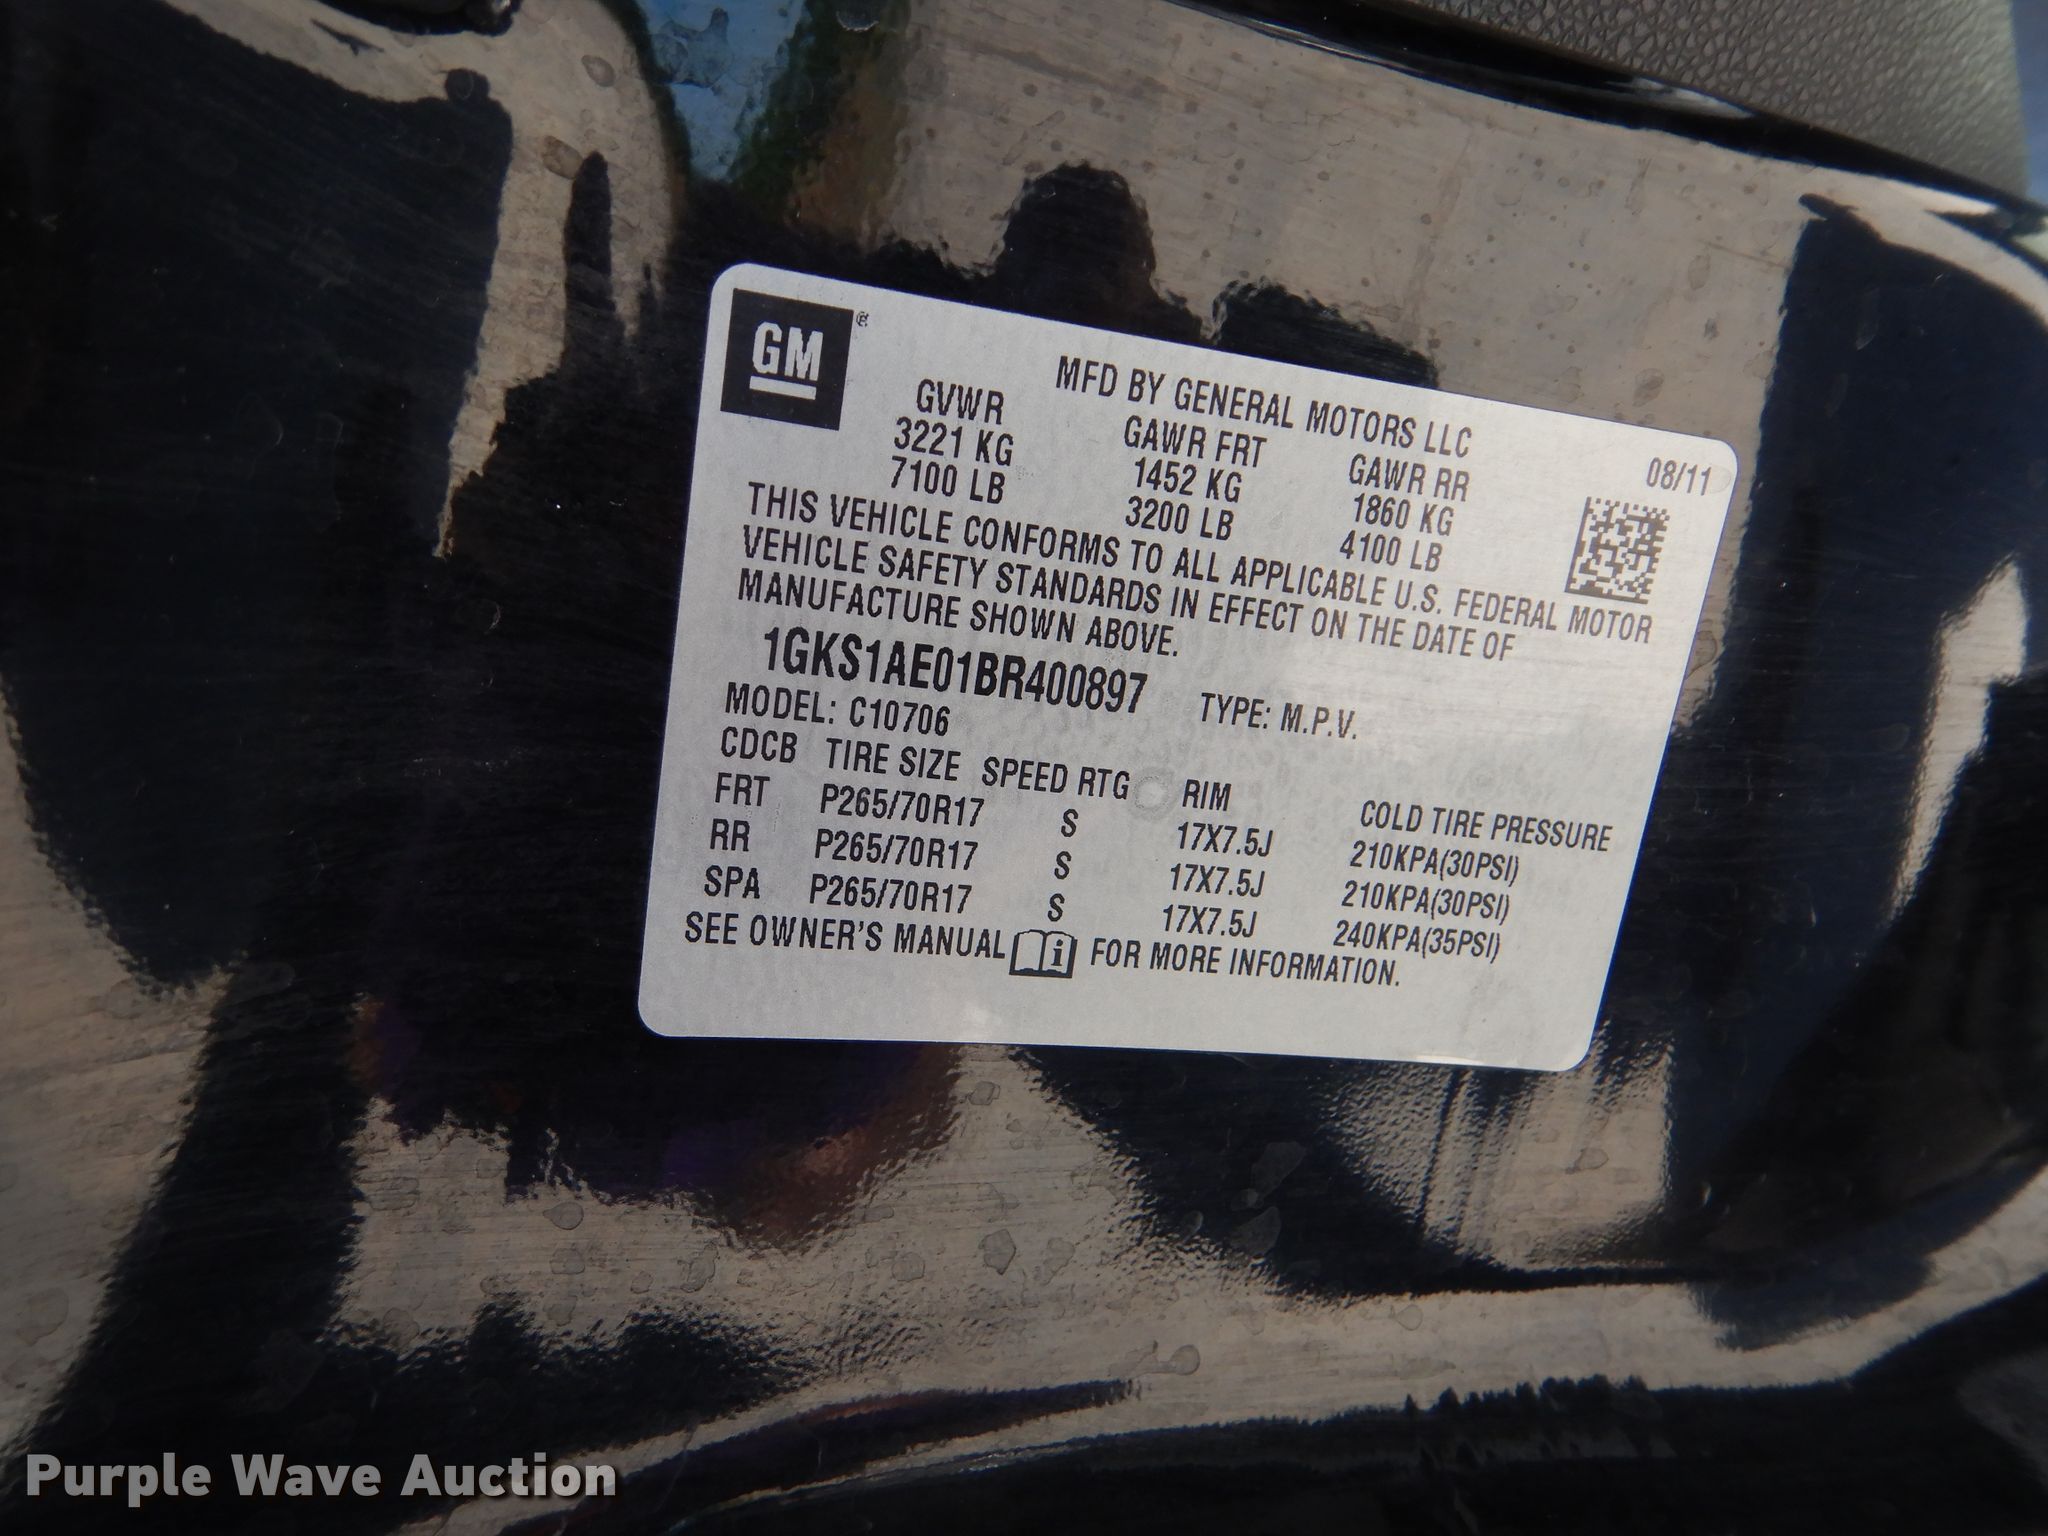 GM
MFD BY GENERAL MOTORS LLC
08/11
GVWR GAWR FRT GAWR RR
3221 KG 1452 KG 1860 KG
7100 LB 3200 LB 4100 LB
THIS VEHICLE CONFORMS TO ALL APPLICABLE U.S. FEDERAL MOTOR
VEHICLE SAFETY STANDARDS IN EFFECT ON THE DATE OF
MANUFACTURE SHOWN ABOVE.
1GKS1AE01BR400897 TYPE: M.P.V.
MODEL: C10706
CDCB TIRE SIZE SPEED RTG RIM COLD TIRE PRESSURE
FRT P265/70R17 S 17X7.5J 210KPA(30PSI)
RR P265/70R17 S 17X7.5J 210KPA(30PSI)
SPA P265/70R17 S 17X7.5J 240KPA(35PSI)
SEE OWNER'S MANUAL i FOR MORE INFORMATION.
Purple Wave Auction